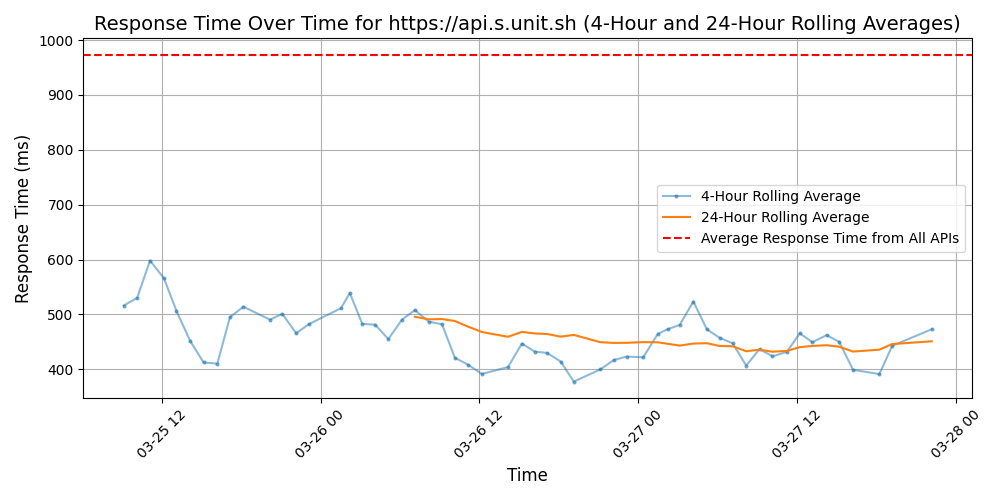 Response Time Over Time for https://api.s.unit.sh (4-Hour and 24-Hour Rolling Averages)
Response Time (ms)
1000
900
800
700
600
500
400
4-Hour Rolling Average
24-Hour Rolling Average
Average Response Time from All APIs
03-25 12
03-26 00
03-26 12
03-27 00
03-27 12
03-28 00
Time